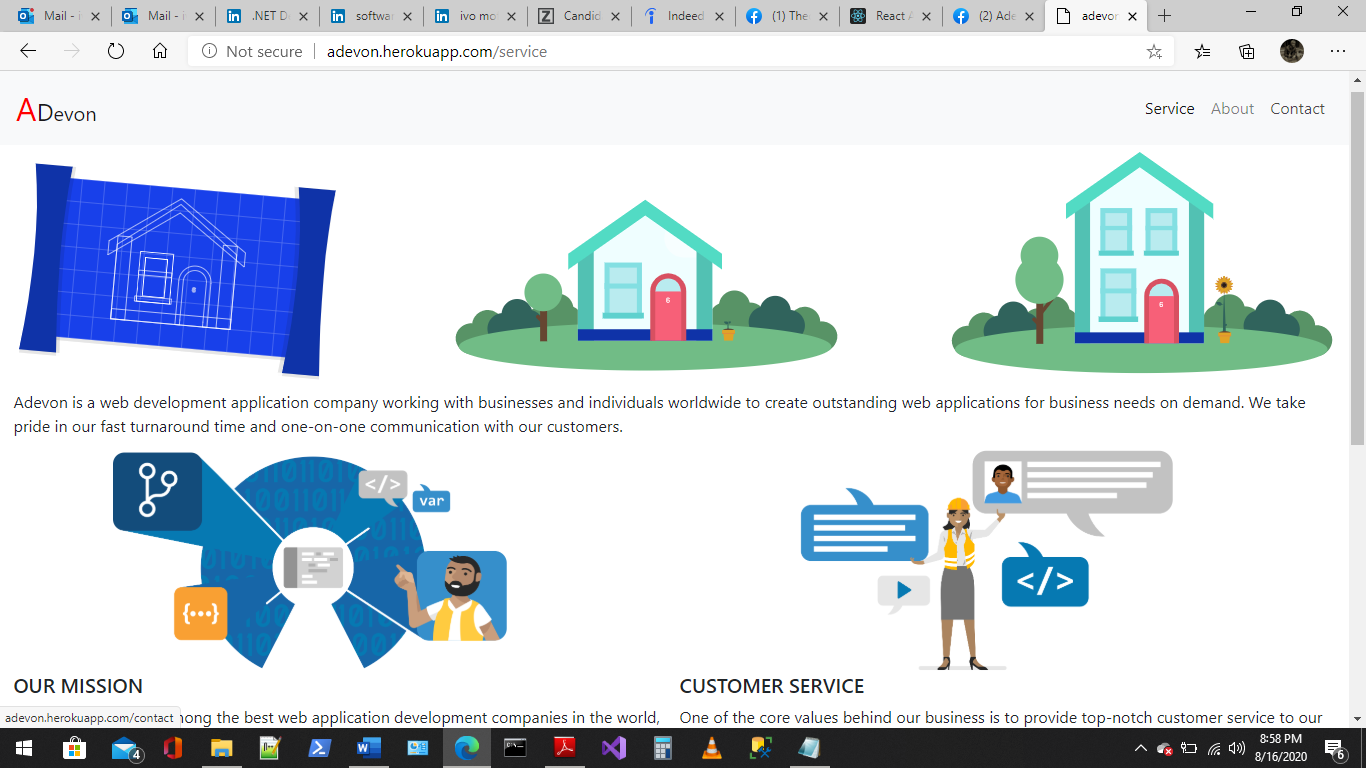 Mail - i
Mail - i
.NET D
softwar
ivo mo
Candid
Indeed
(1) The
React A
(2) Ade
adevor
Not secure adevon.herokuapp.com/service
ADevon
Service About Contact
6
6
Adevon is a web development application company working with businesses and individuals worldwide to create outstanding web applications for business needs on demand. We take
pride in our fast turnaround time and one-on-one communication with our customers.
</>
var
{•••}
</>
OUR MISSION
CUSTOMER SERVICE
adevon.herokuapp.com/contact
mong the best web application development companies in the world,
One of the core values behind our business is to provide top-notch customer service to our
4
8:58 PM
8/16/2020
6